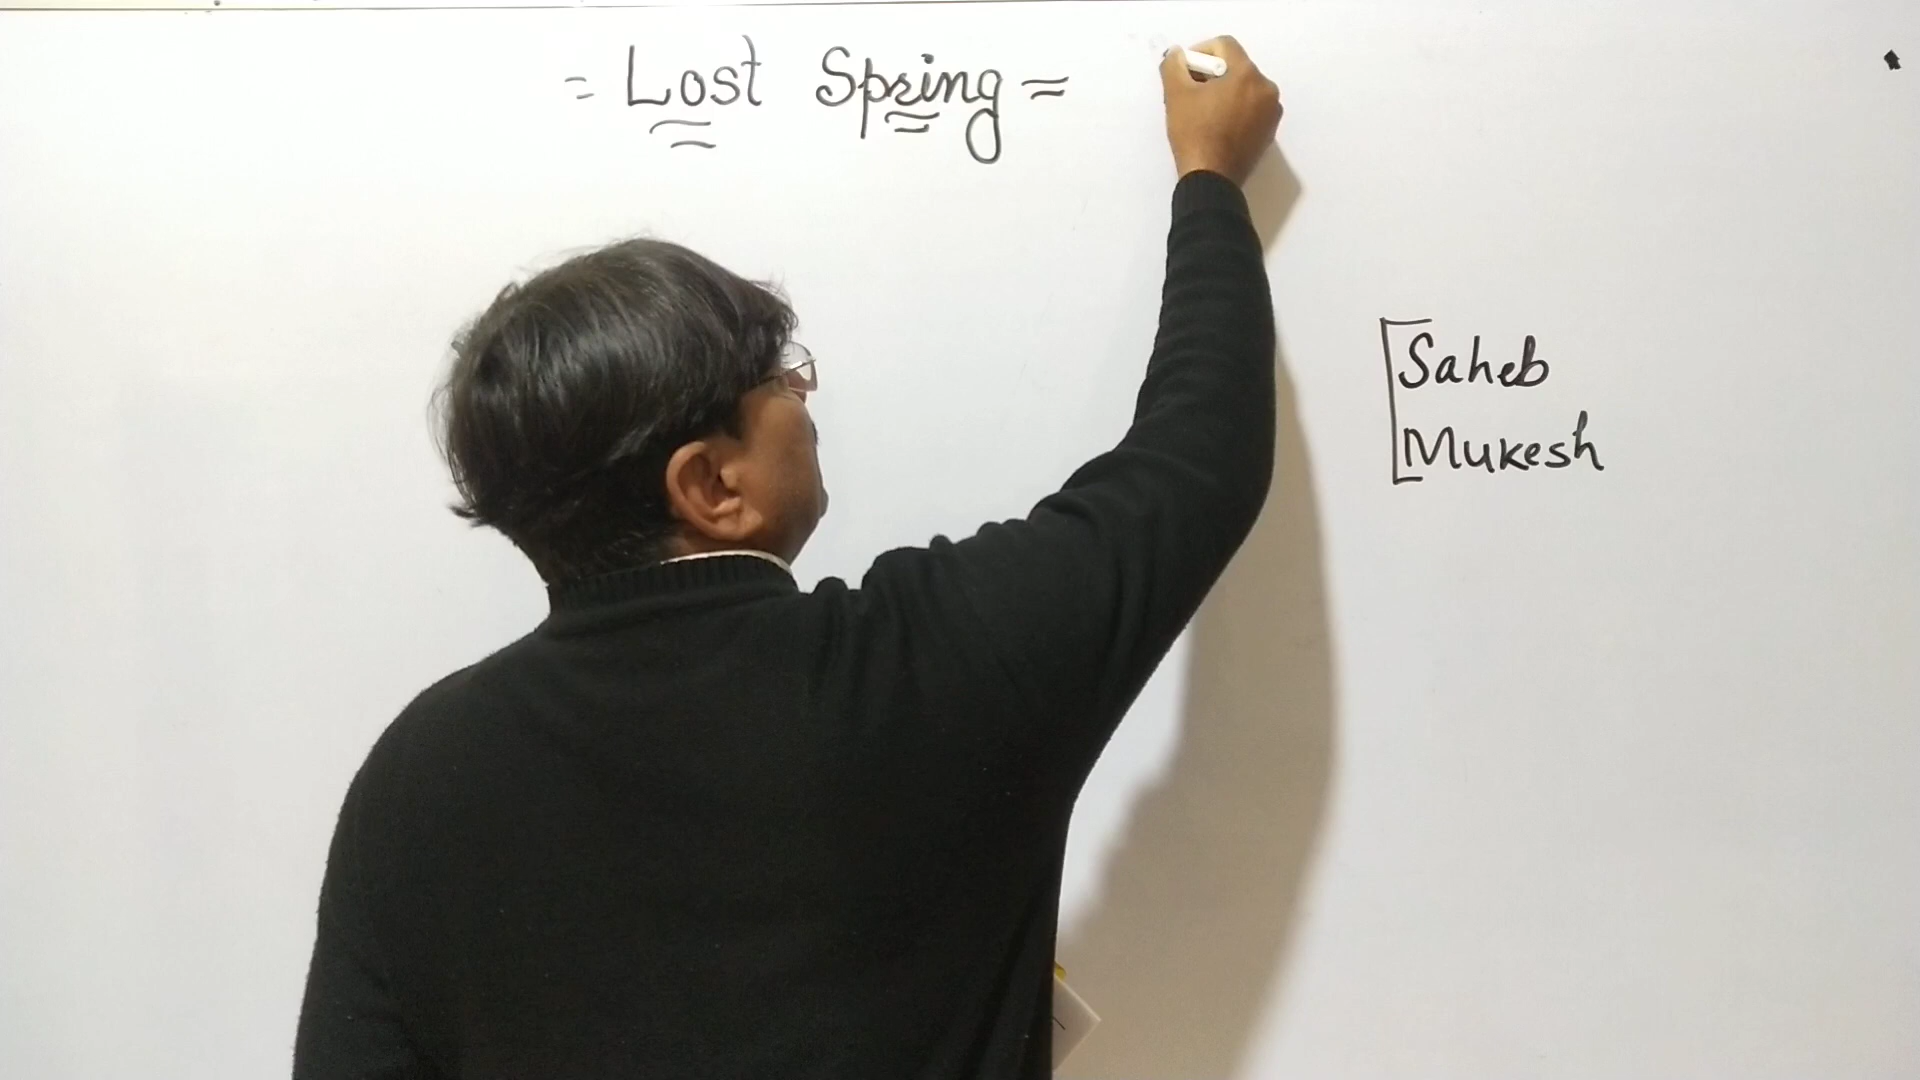 = Lost Spring =
Saheb
Mukesh